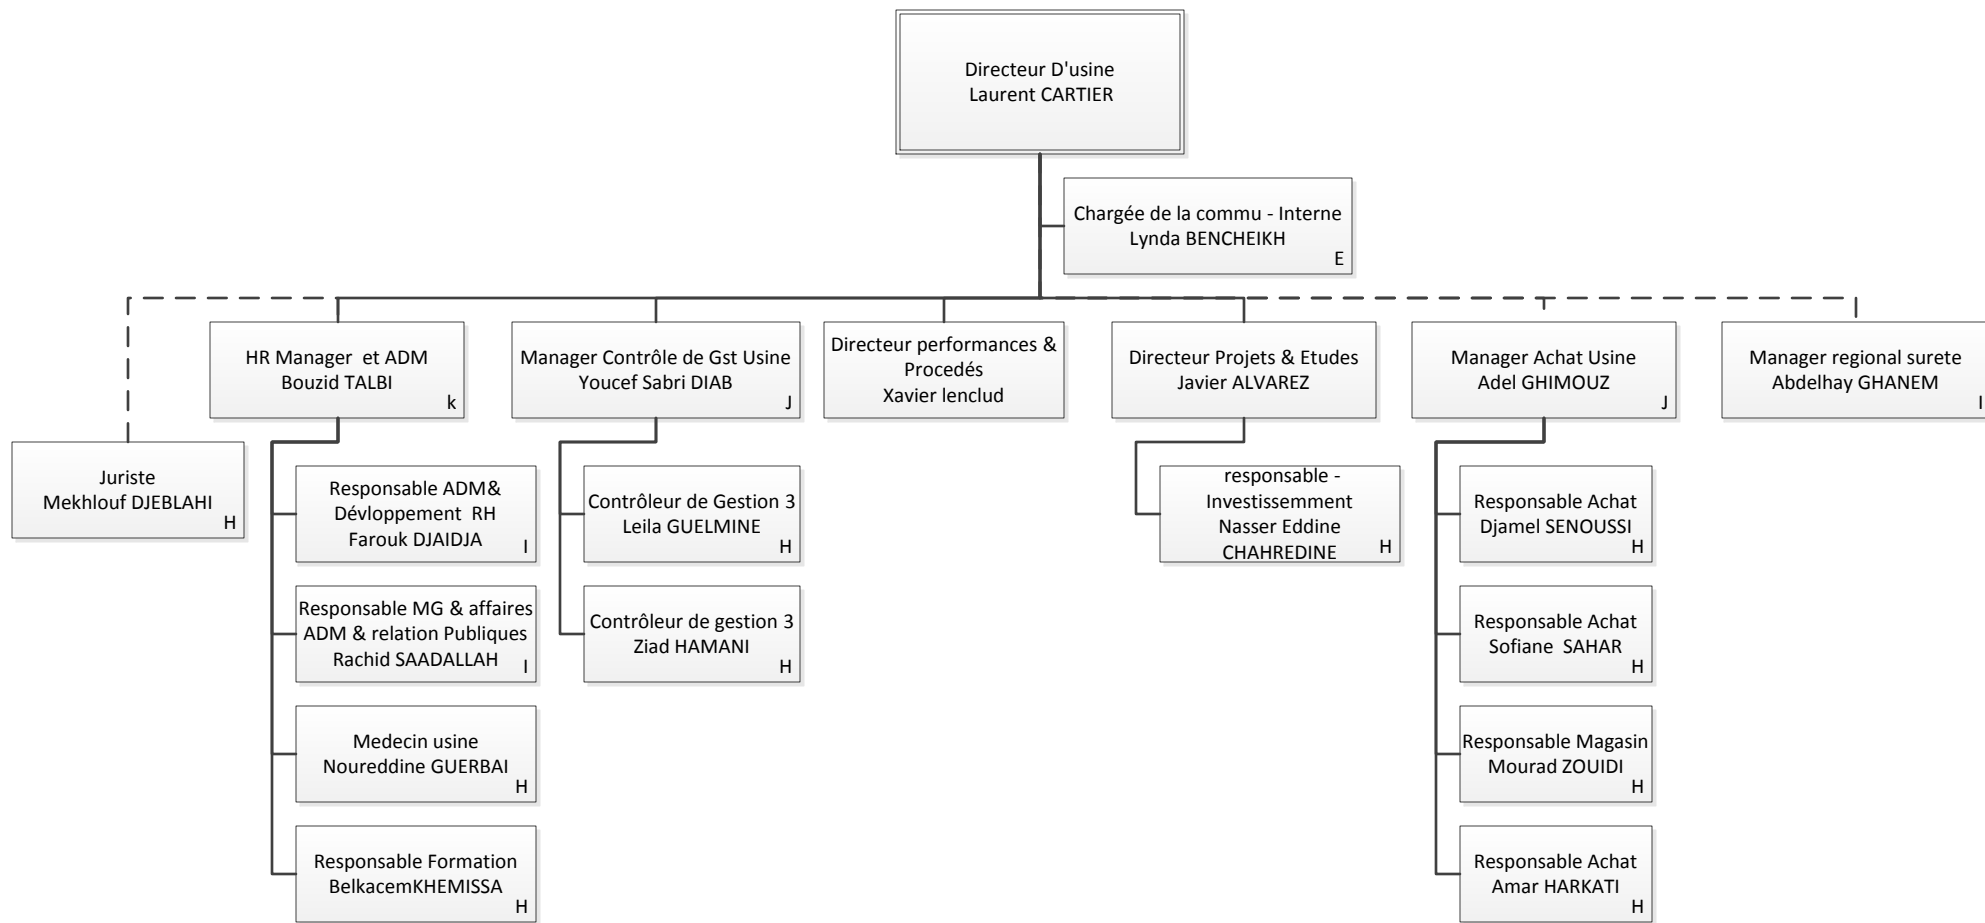 Directeur D'usine
Laurent CARTIER
Chargée de la commu - Interne
Lynda BENCHEIKH
E
HR Manager  et ADM
Bouzid TALBI
k
Manager Contrôle de Gst Usine
Youcef Sabri DIAB
J
Directeur performances &
Procedés
Xavier lenclud
Directeur Projets & Etudes
Javier ALVAREZ
Manager Achat Usine
Adel GHIMOUZ
J
Manager regional surete
Abdelhay GHANEM
I
Juriste
Mekhlouf DJEBLAHI
H
Responsable ADM&
Dévloppement  RH
Farouk DJAIDJA
I
Responsable MG & affaires
ADM & relation Publiques
Rachid SAADALLAH
I
Medecin usine
Noureddine GUERBAI
H
Responsable Formation
BelkacemKHEMISSA
H
Contrôleur de Gestion 3
Leila GUELMINE
H
Contrôleur de gestion 3
Ziad HAMANI
H
responsable -
Investissemment
Nasser Eddine
CHAHREDINE
H
Responsable Achat
Djamel SENOUSSI
H
Responsable Achat
Sofiane  SAHAR
H
Responsable Magasin
Mourad ZOUIDI
H
Responsable Achat
Amar HARKATI
H